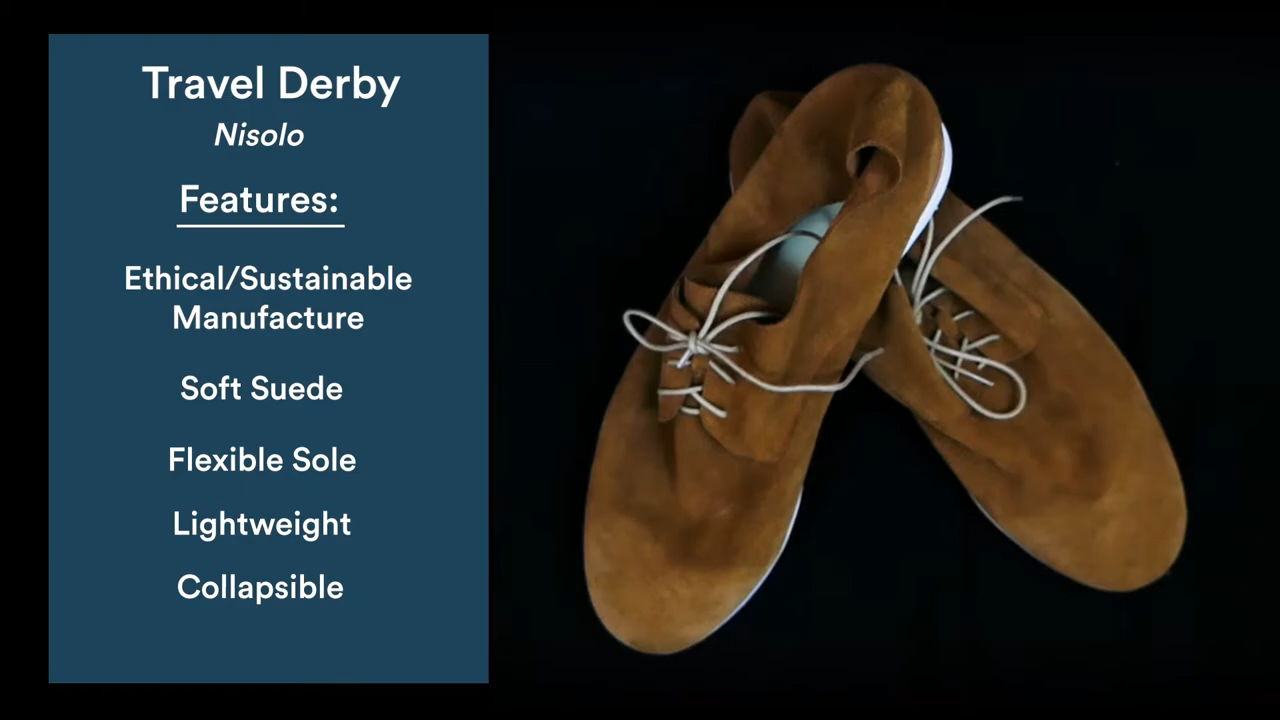 Travel Derby
Nisolo
Features:
Ethical/Sustainable
Manufacture
Soft Suede
Flexible Sole
Lightweight
Collapsible